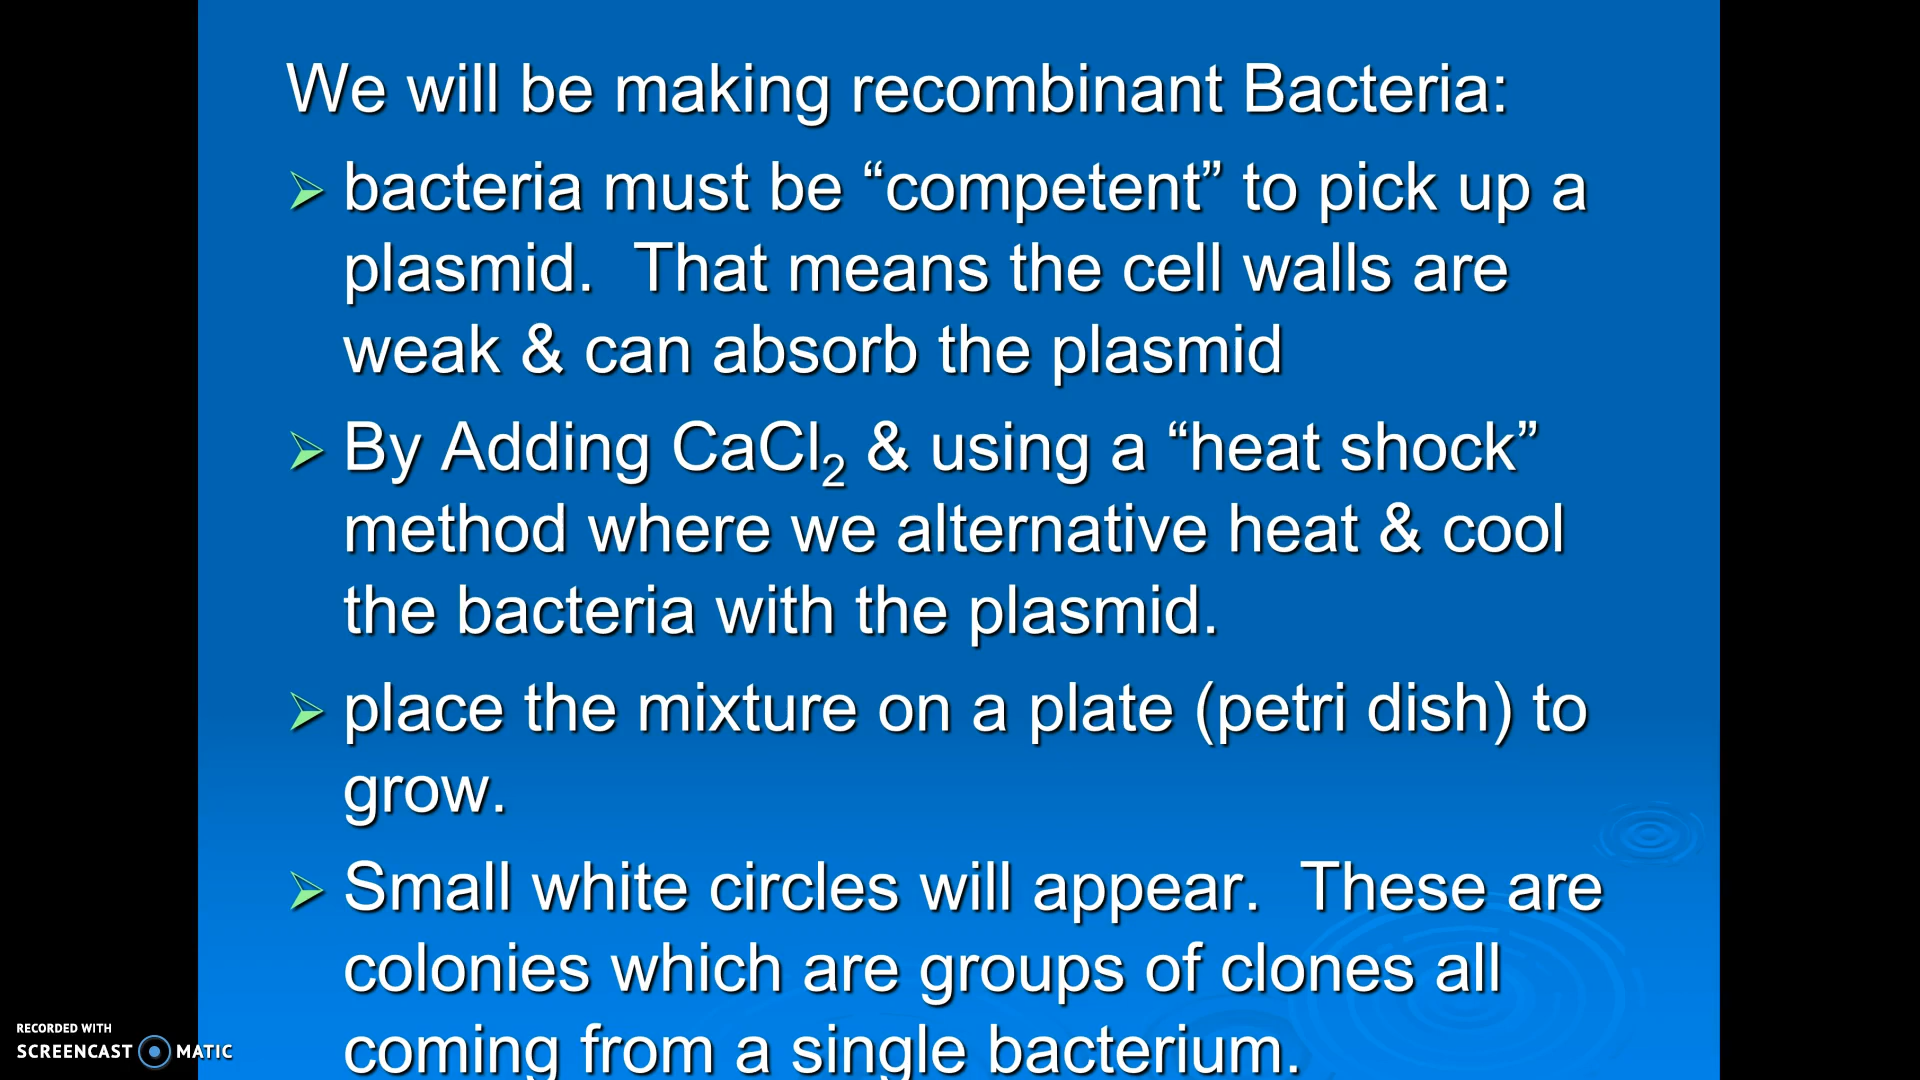 We will be making recombinant Bacteria:
bacteria must be “competent” to pick up a
plasmid.  That means the cell walls are
weak & can absorb the plasmid
By Adding CaCl₂ & using a “heat shock”
method where we alternative heat & cool
the bacteria with the plasmid.
place the mixture on a plate (petri dish) to
grow.
Small white circles will appear.  These are
colonies which are groups of clones all
coming from a single bacterium.
RECORDED WITH
SCREENCAST MATIC